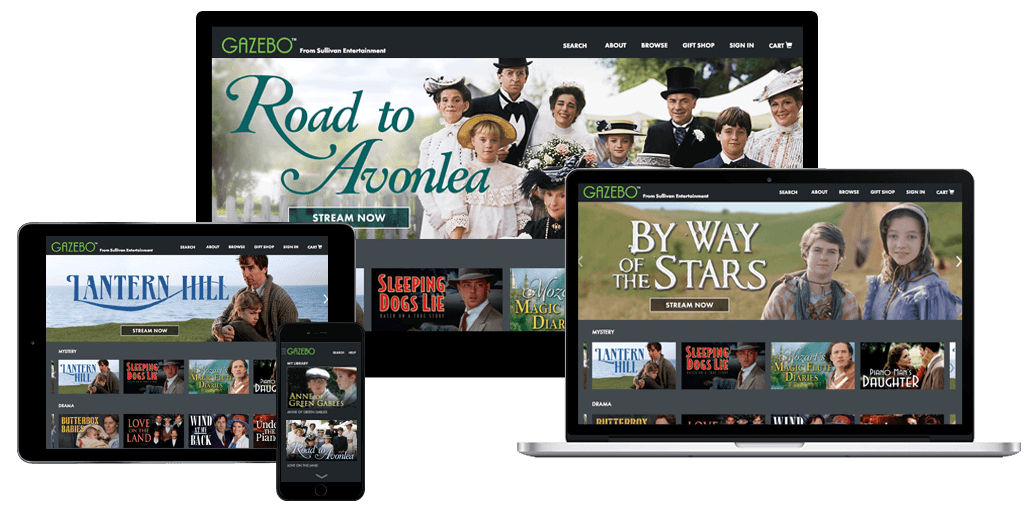 GAZEBO™ From Sullivan Entertainment
SEARCH ABOUT BROWSE GIFT SHOP SIGN IN CART
Road to
Avonlea
STREAM NOW
SLEEPING
DOGS LIE
BASED ON A TRUE STORY
Mozart's
MAGIC FLUTE
DIARIES
GAZEBO™ From Sullivan Entertainment
SEARCH ABOUT BROWSE GIFT SHOP SIGN IN CART
BY WAY
OF THE STARS
STREAM NOW
MYSTERY
LANTERN
HILL
SLEEPING
DOGS LIE
Mozart's
MAGIC FLUTE
DIARIES
PIANO MAN'S
DAUGHTER
DRAMA
BUTTERBOX
LOVE
WIND
GAZEBO™ From Sullivan Entertainment
SEARCH ABOUT BROWSE GIFT SHOP SIGN IN CART
LANTERN HILL
STREAM NOW
MYSTERY
LANTERN
HILL
SLEEPING
DOGS LIE
Mozart's
MAGIC FLUTE
DIARIES
PIANO
DAUG
DRAMA
BUTTERBOX
BABIES
LOVE
ON THE
LAND
WIND
AT MY
BACK
UNDER
THE
PIANO
GAZEBO
SEARCH HELP
MY LIBRARY
ANNE
OF
GREEN GABLES
ANNE OF GREEN GABLES
Road to
Avonlea
LOVE ON THE LAND